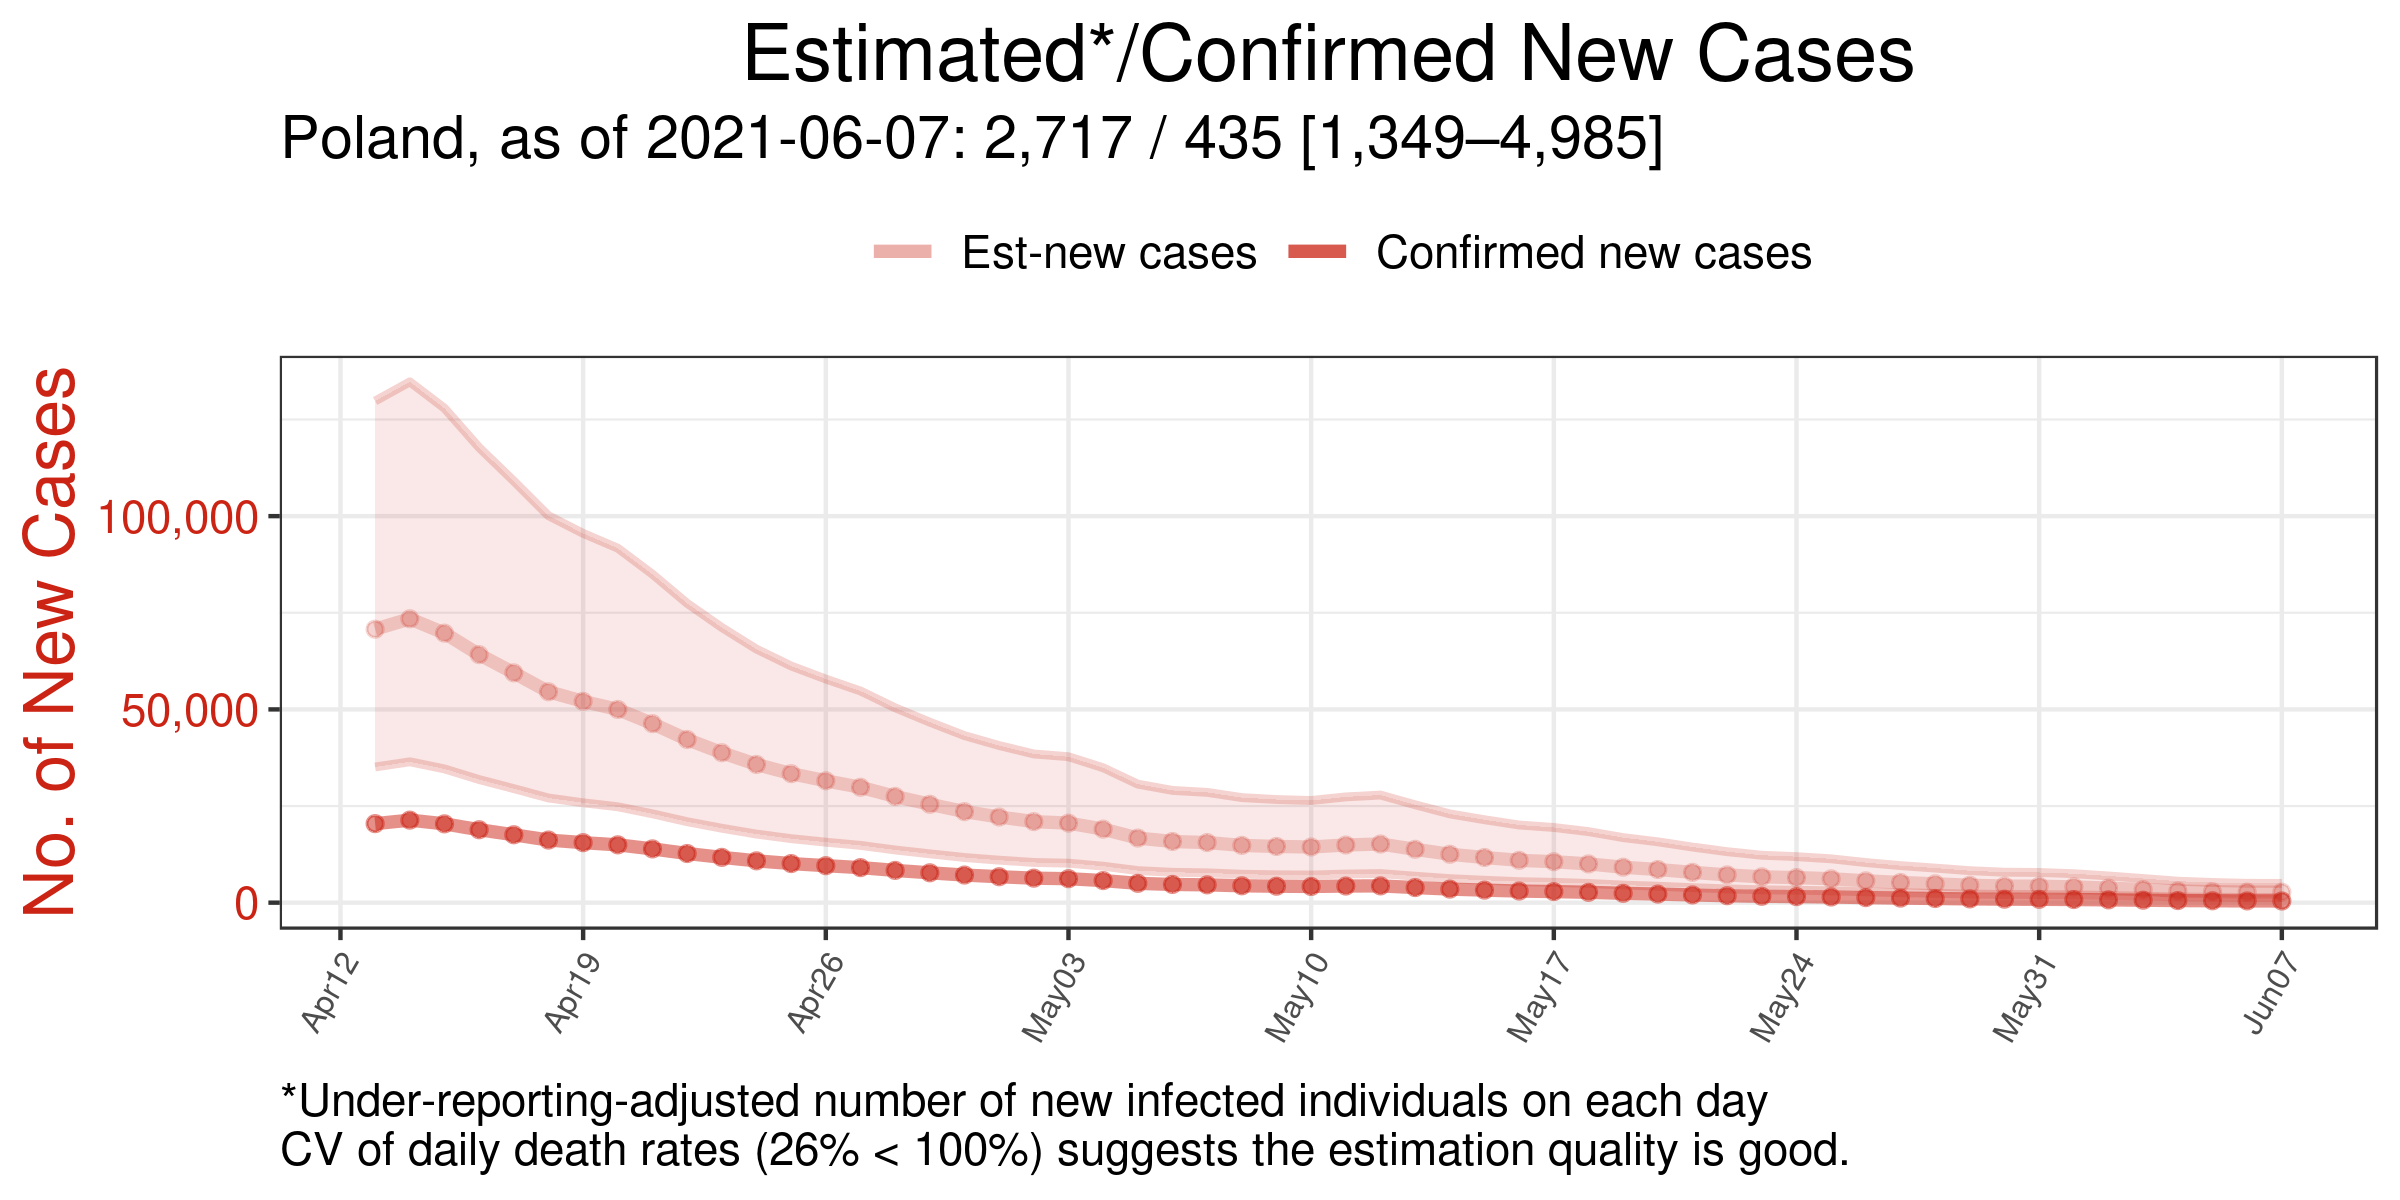 Estimated*/Confirmed New Cases
Poland, as of 2021-06-07: 2,717 / 435 [1,349–4,985]
Est-new cases
Confirmed new cases
No. of New Cases
100,000
50,000
0
Apr12
Apr19
Apr26
May03
May10
May17
May24
May31
Jun07
*Under-reporting-adjusted number of new infected individuals on each day
CV of daily death rates (26% < 100%) suggests the estimation quality is good.